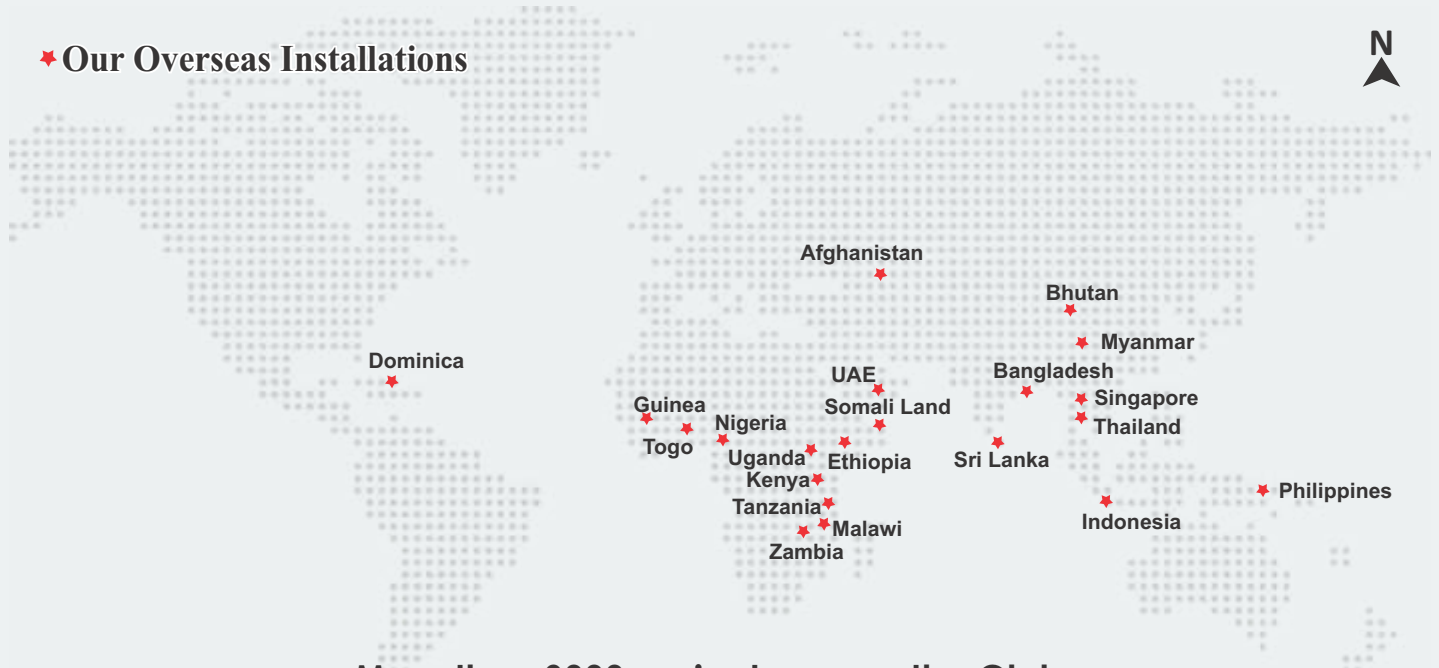 Our Overseas Installations
N
Afghanistan
Bhutan
Myanmar
Dominica
UAE
Bangladesh
Guinea
Somali Land
Singapore
Nigeria
Thailand
Togo
Uganda
Ethiopia
Sri Lanka
Kenya
Philippines
Tanzania
Indonesia
Malawi
Zambia